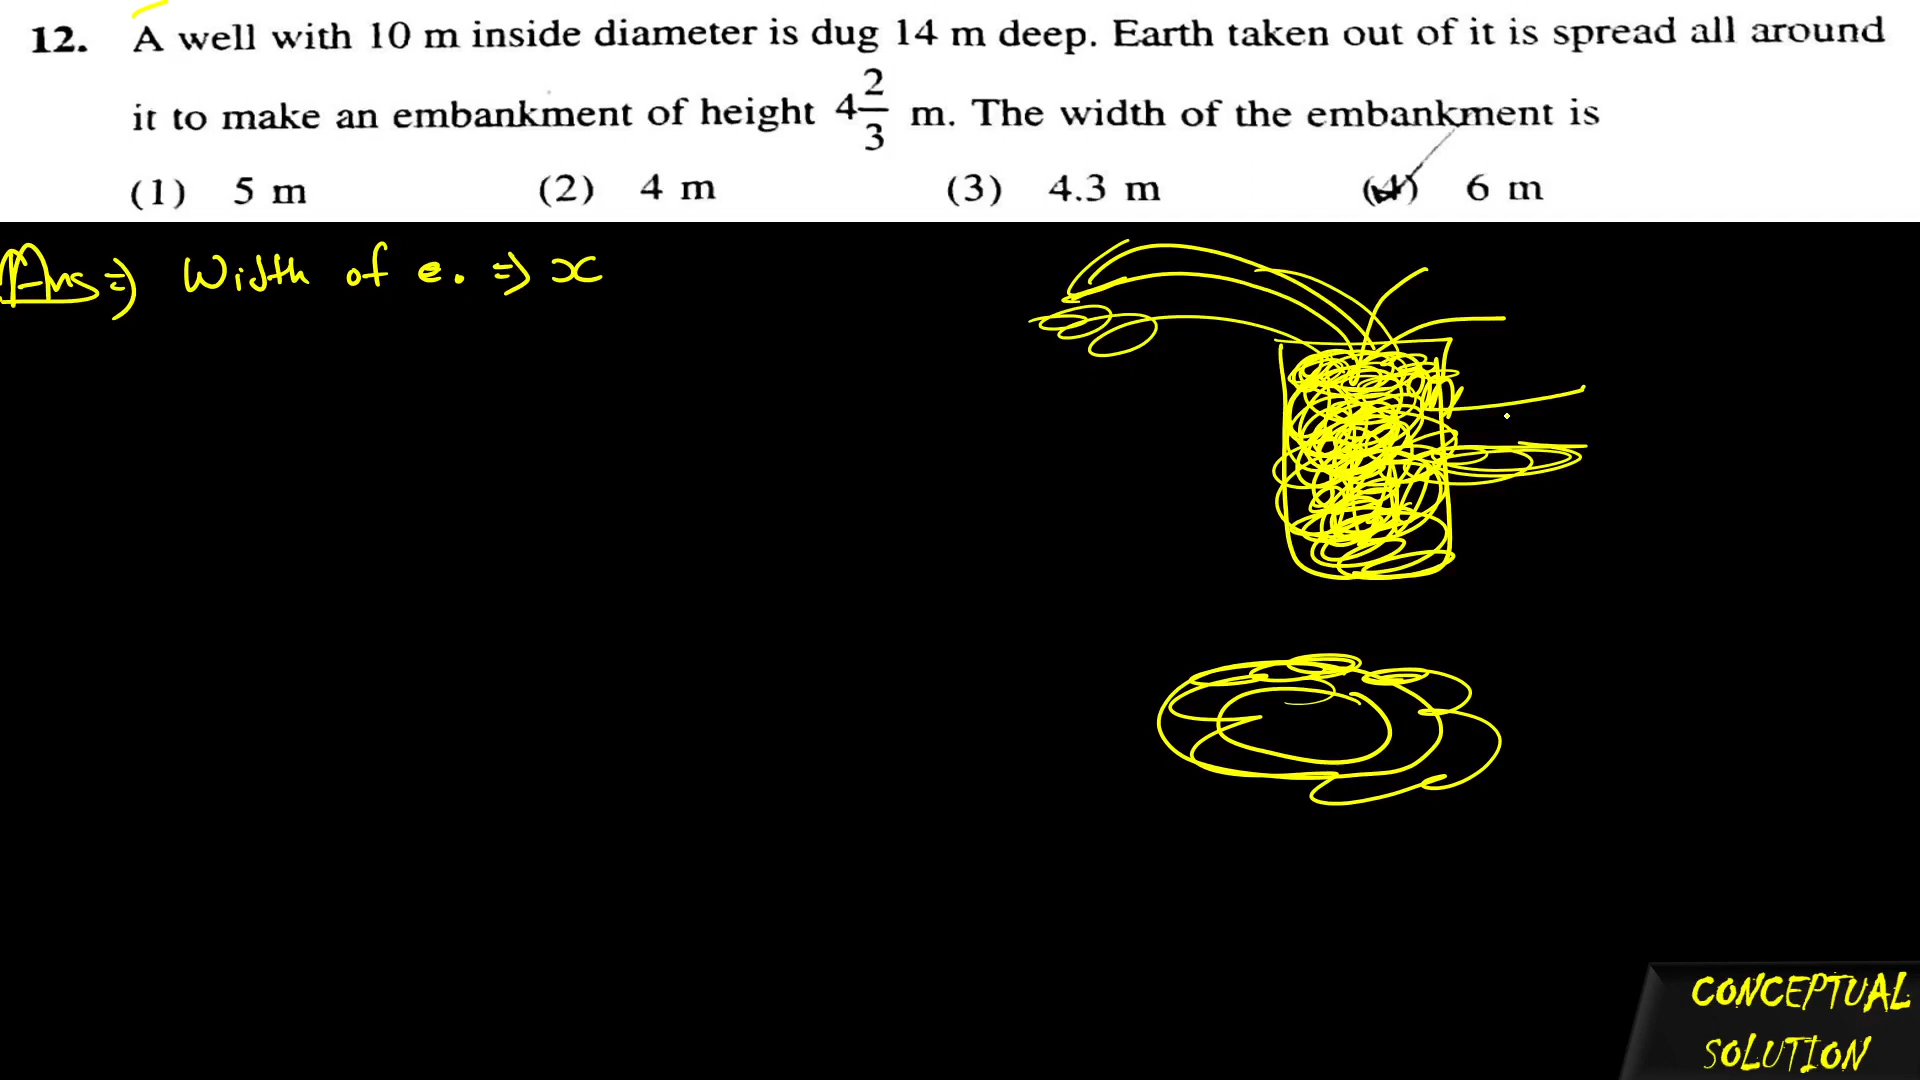 12. A well with 10 m inside diameter is dug 14 m deep. Earth taken out of it is spread all around
it to make an embankment of height 4 2/3 m. The width of the embankment is
(1) 5 m (2) 4 m (3) 4.3 m (4) 6 m
Ans => Width of e. => x
CONCEPTUAL
SOLUTION